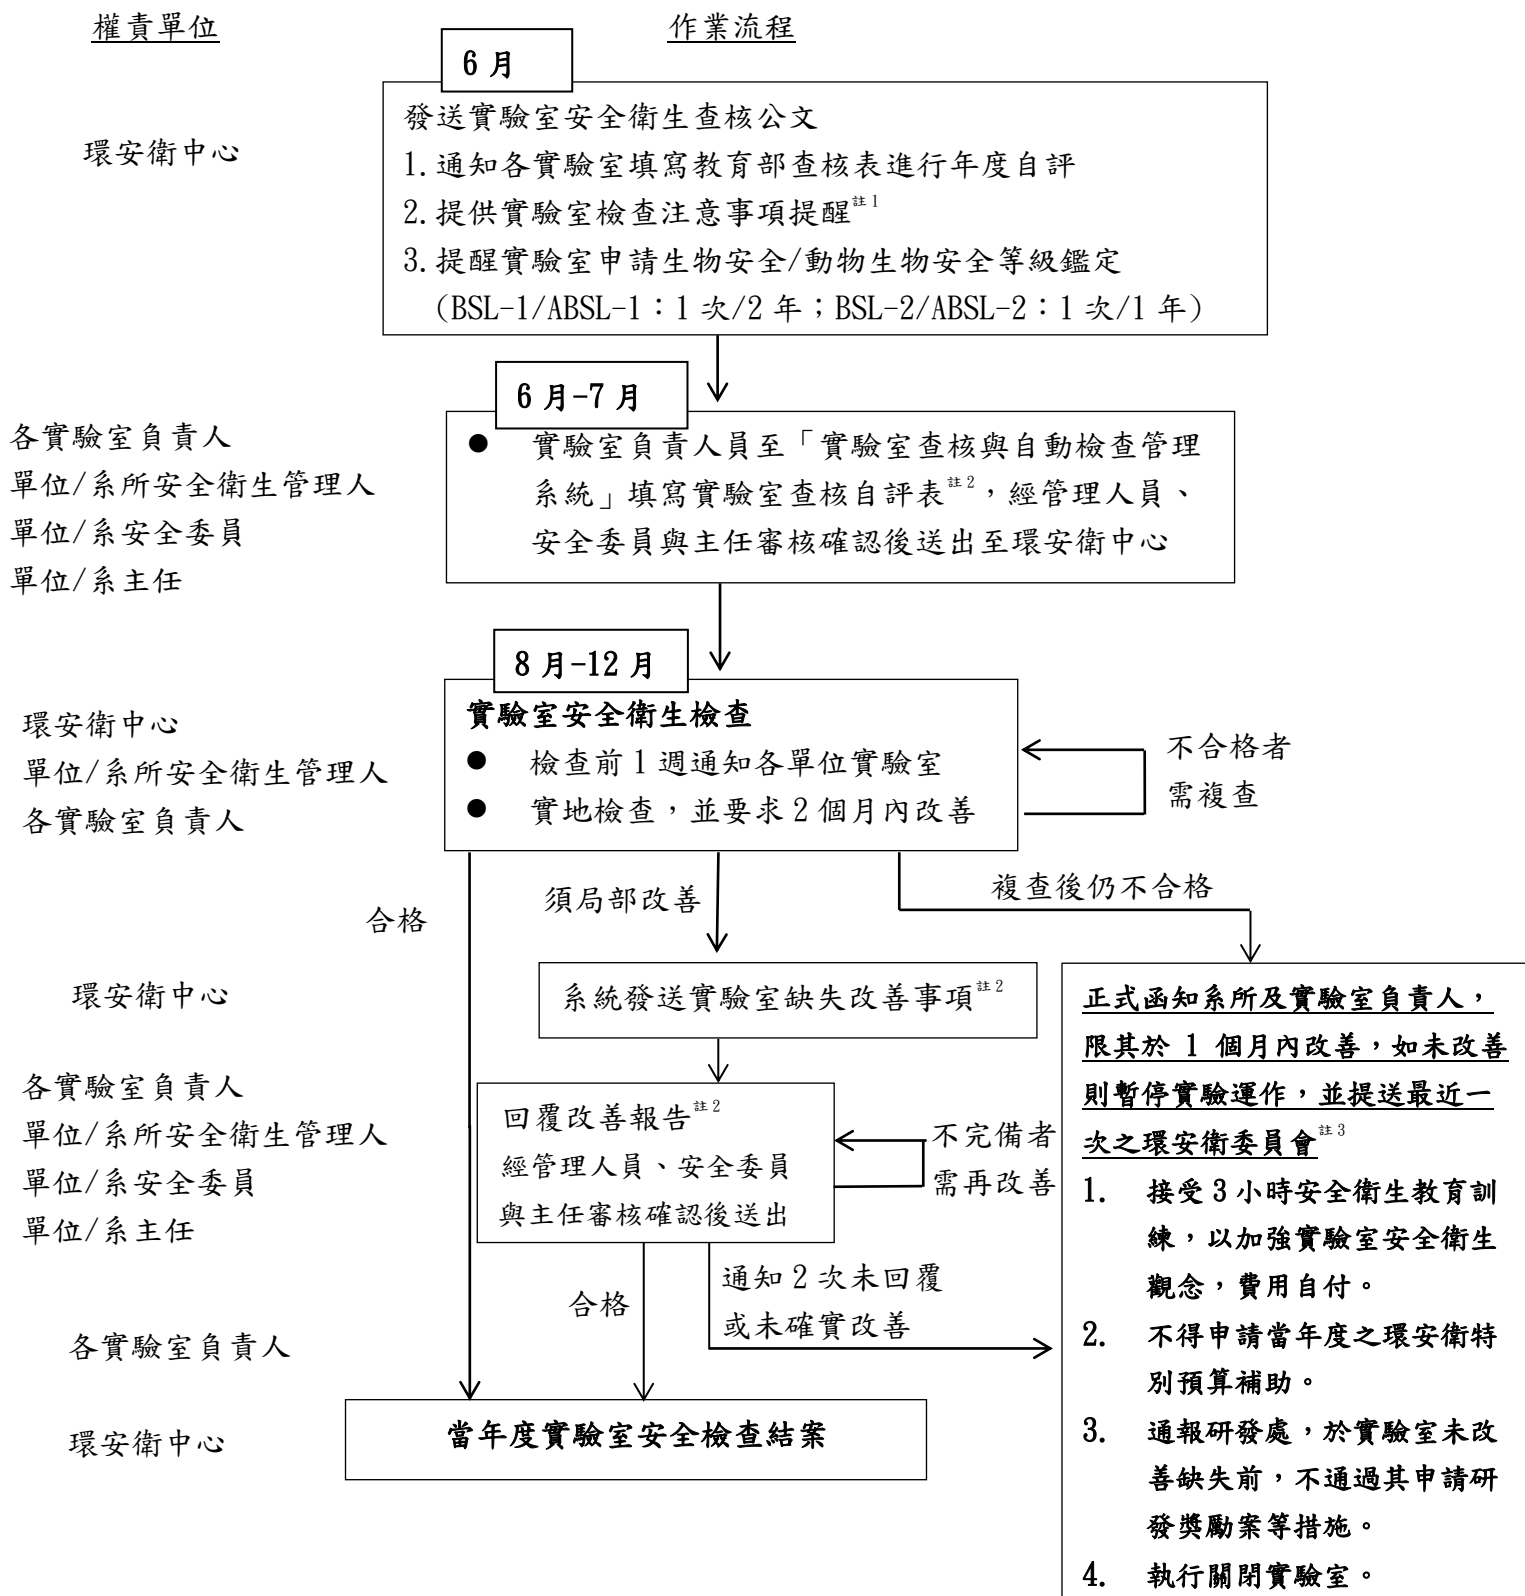 權責單位
作業流程
6 月
環安衛中心
發送實驗室安全衛生查核公文
1.通知各實驗室填寫教育部查核表進行年度自評
2.提供實驗室檢查注意事項提醒註1
3.提醒實驗室申請生物安全/動物生物安全等級鑑定
(BSL-1/ABSL-1：1 次/2 年；BSL-2/ABSL-2：1 次/1 年)
6 月-7 月
各實驗室負責人
單位/系所安全衛生管理人
單位/系安全委員
單位/系主任
● 實驗室負責人員至「實驗室查核與自動檢查管理
系統」填寫實驗室查核自評表註2，經管理人員、
安全委員與主任審核確認後送出至環安衛中心
8 月-12 月
環安衛中心
單位/系所安全衛生管理人
各實驗室負責人
實驗室安全衛生檢查
● 檢查前 1 週通知各單位實驗室
● 實地檢查，並要求 2 個月內改善
不合格者
需複查
合格
須局部改善
複查後仍不合格
環安衛中心
系統發送實驗室缺失改善事項註2
各實驗室負責人
單位/系所安全衛生管理人
單位/系安全委員
單位/系主任
回覆改善報告註2
經管理人員、安全委員
與主任審核確認後送出
不完備者
需再改善
合格
通知 2 次未回覆
或未確實改善
正式函知系所及實驗室負責人，
限其於 1 個月內改善，如未改善
則暫停實驗運作，並提送最近一
次之環安衛委員會註3
1. 接受 3 小時安全衛生教育訓
練，以加強實驗室安全衛生
觀念，費用自付。
2. 不得申請當年度之環安衛特
別預算補助。
3. 通報研發處，於實驗室未改
善缺失前，不通過其申請研
發獎勵案等措施。
4. 執行關閉實驗室。
各實驗室負責人
環安衛中心
當年度實驗室安全檢查結案